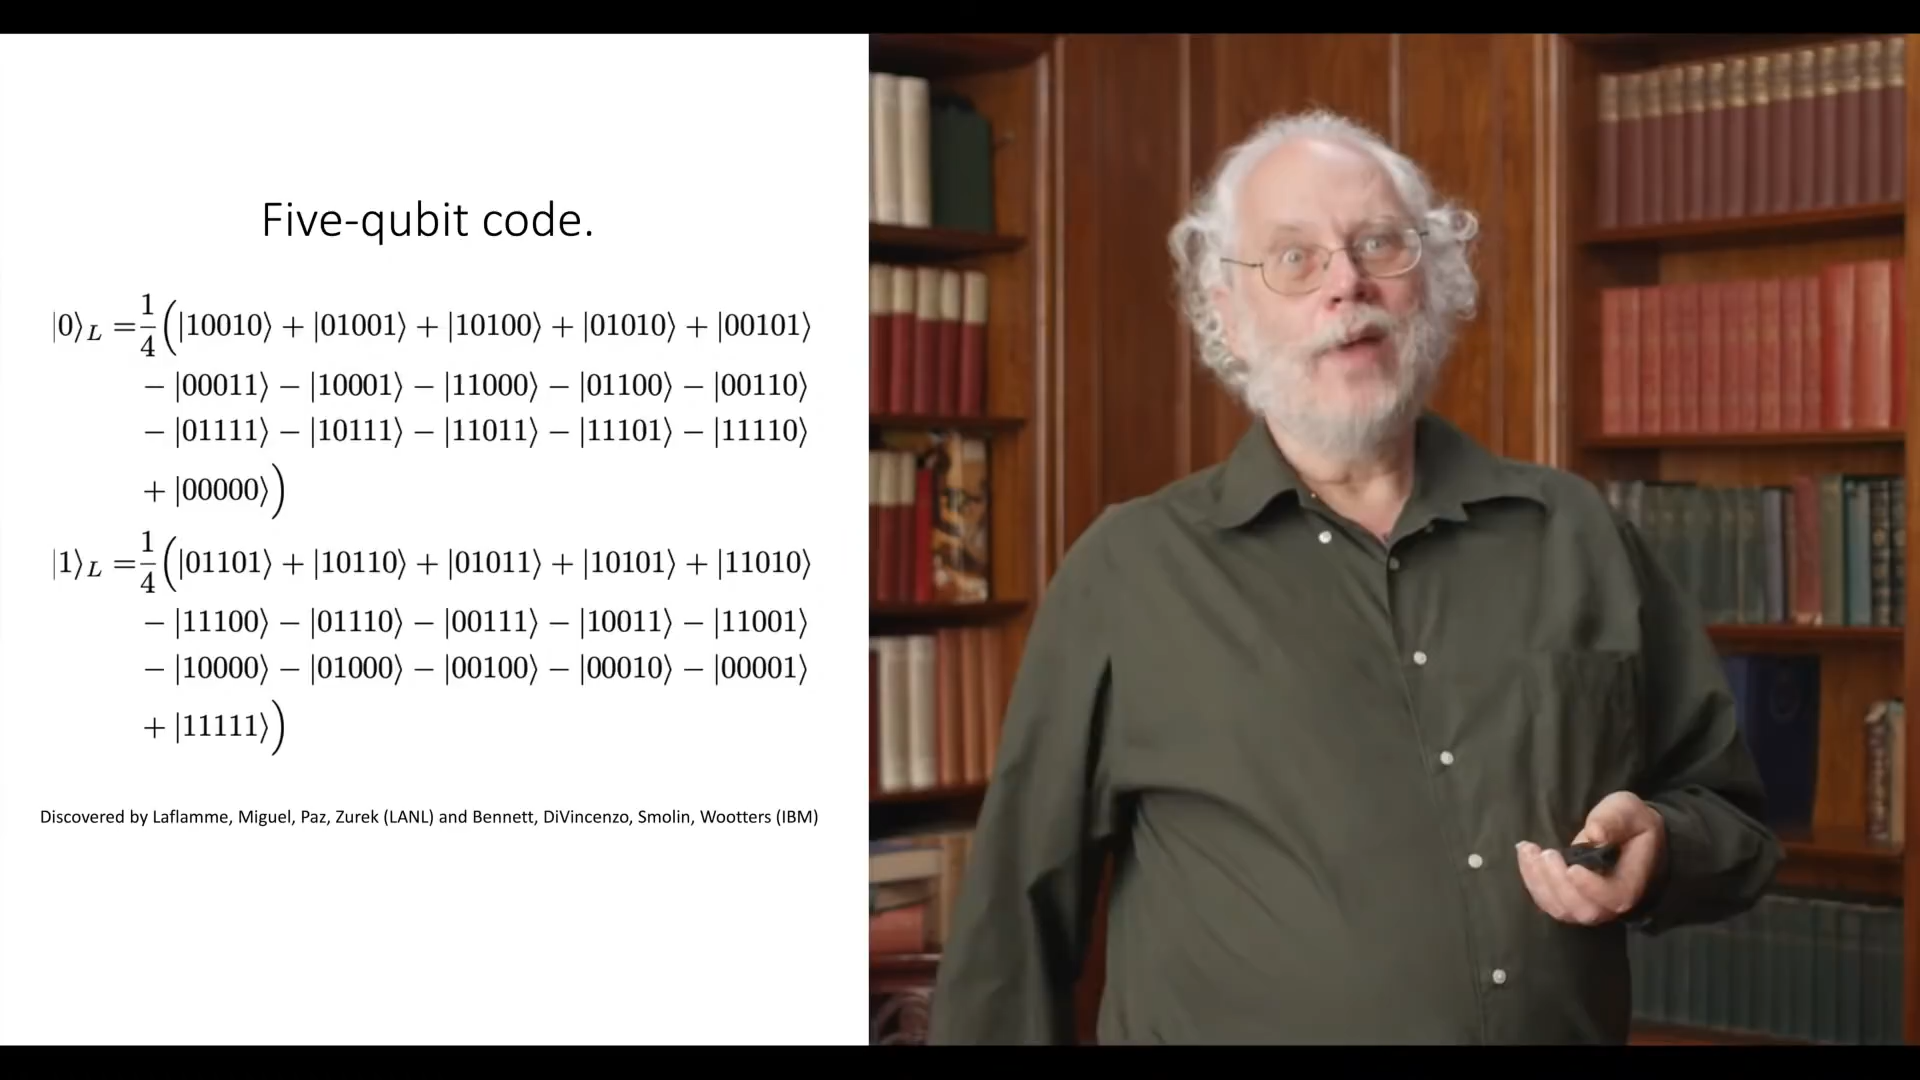 Five-qubit code.
|0⟩L = 1/4 (|10010⟩ + |01001⟩ + |10100⟩ + |01010⟩ + |00101⟩
− |00011⟩ − |10001⟩ − |11000⟩ − |01100⟩ − |00110⟩
− |01111⟩ − |10111⟩ − |11011⟩ − |11101⟩ − |11110⟩
+ |00000⟩)
|1⟩L = 1/4 (|01101⟩ + |10110⟩ + |01011⟩ + |10101⟩ + |11010⟩
− |11100⟩ − |01110⟩ − |00111⟩ − |10011⟩ − |11001⟩
− |10000⟩ − |01000⟩ − |00100⟩ − |00010⟩ − |00001⟩
+ |11111⟩)
Discovered by Laflamme, Miguel, Paz, Zurek (LANL) and Bennett, DiVincenzo, Smolin, Wootters (IBM)